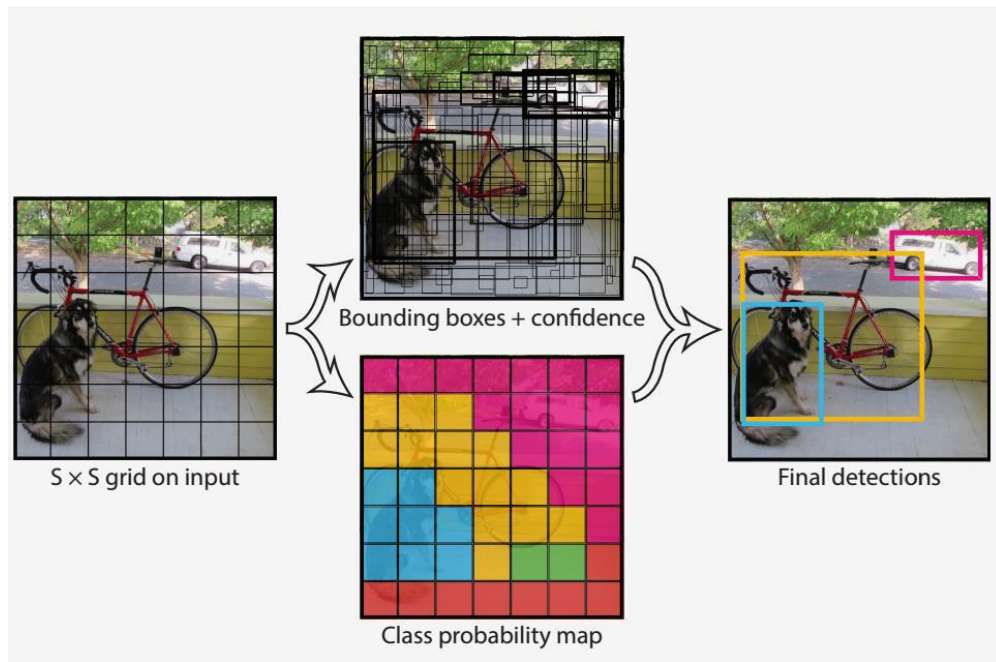 Bounding boxes + confidence
S × S grid on input
Final detections
Class probability map